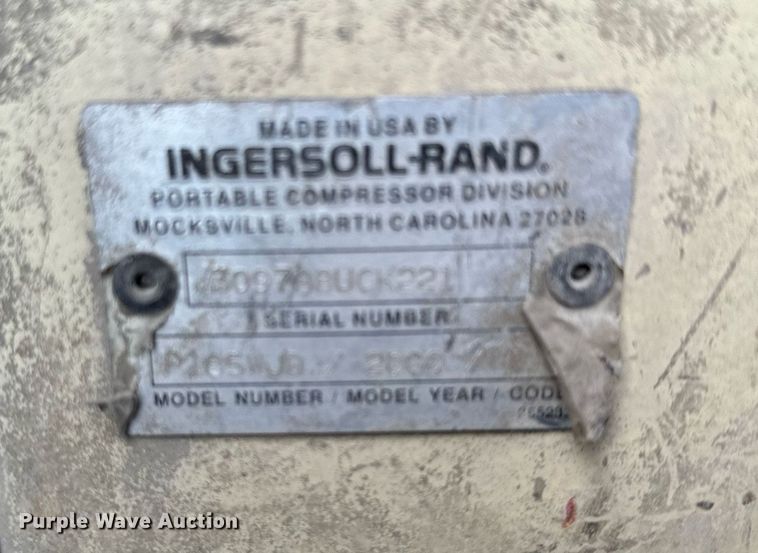 MADE IN USA BY
INGERSOLL-RAND®
PORTABLE COMPRESSOR DIVISION
MOCKSVILLE, NORTH CAROLINA 27028
SERIAL NUMBER
MODEL NUMBER / MODEL YEAR / CODE
Purple Wave Auction